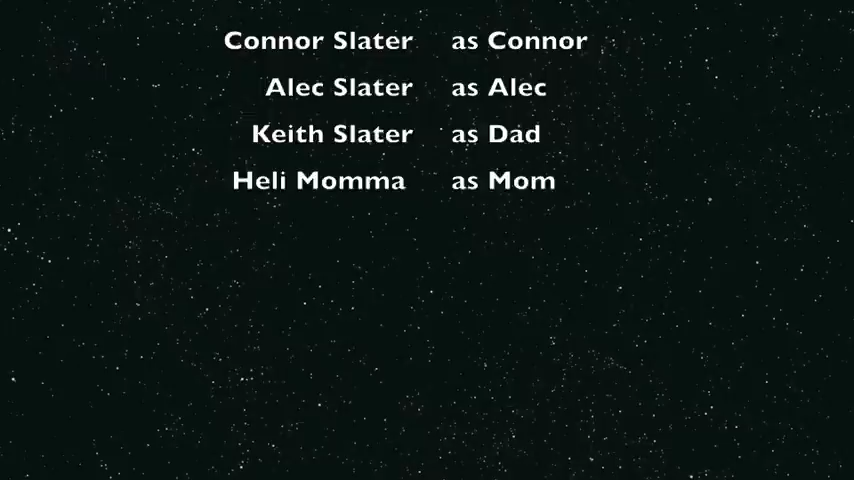 Connor Slater as Connor
Alec Slater as Alec
Keith Slater as Dad
Heli Momma as Mom